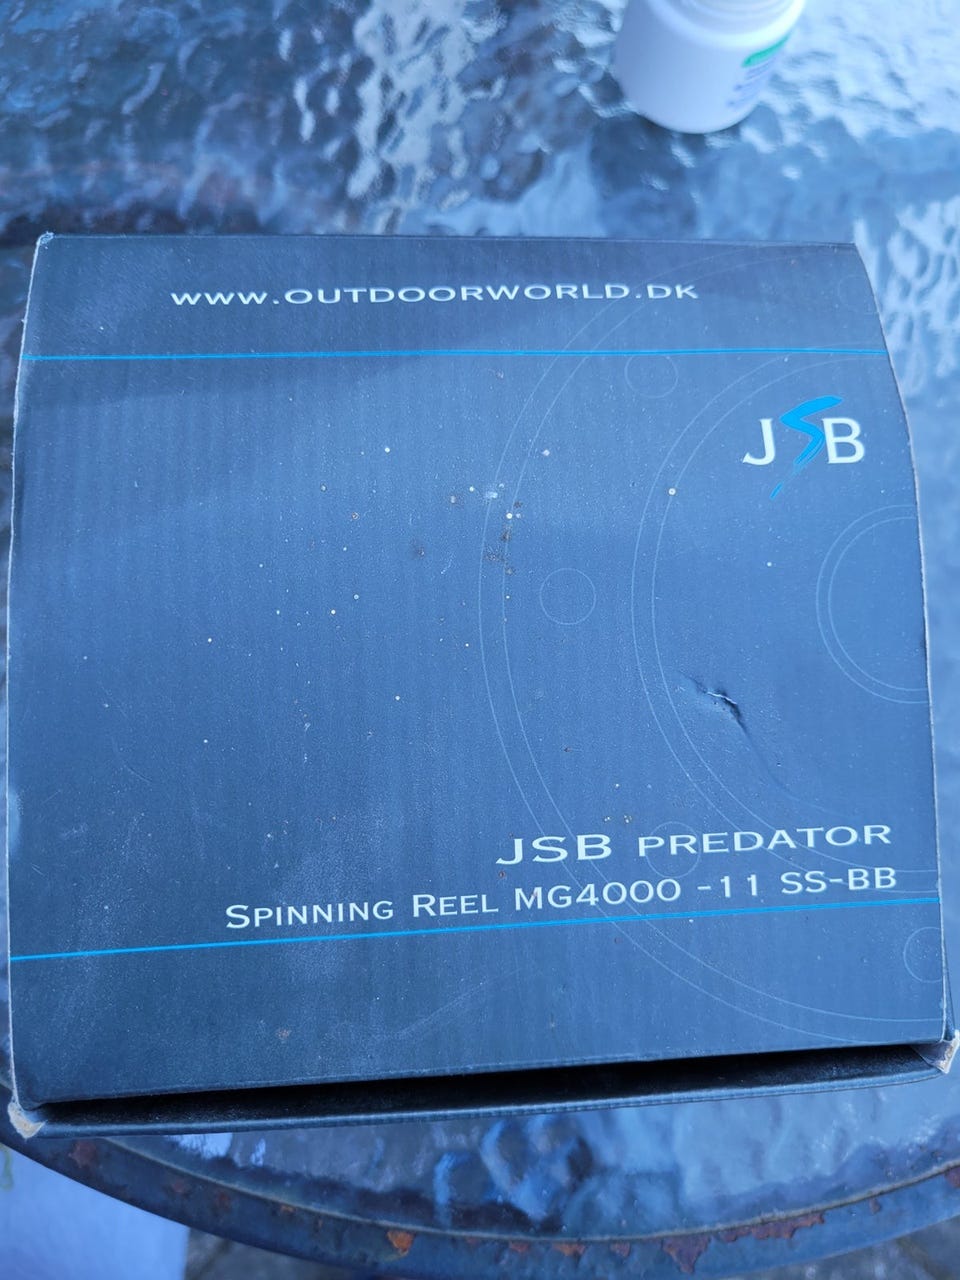 www.outdoorworld.dk
JSB
JSB predator
Spinning Reel MG4000 -11 SS-BB